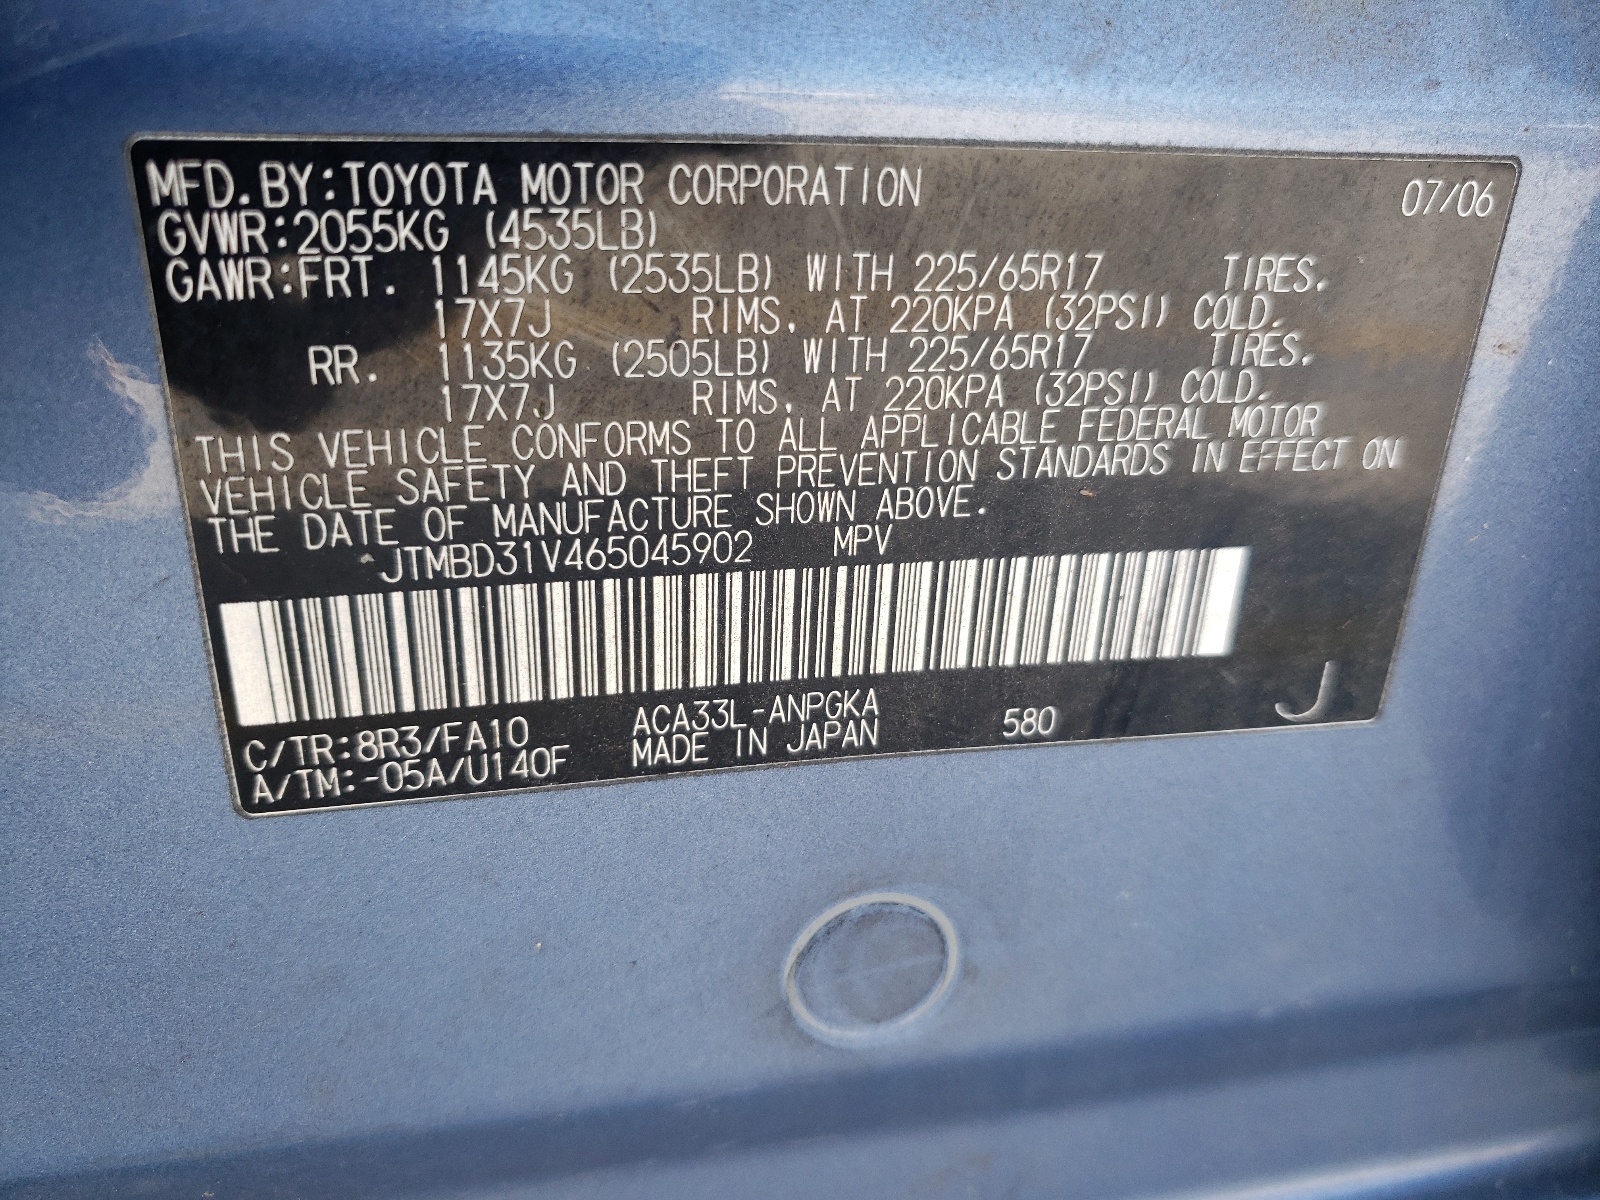 MFD.BY:TOYOTA MOTOR CORPORATION 07/06
GVWR:2055KG (4535LB)
GAWR:FRT. 1145KG (2535LB) WITH 225/65R17 TIRES.
17X7J RIMS, AT 220KPA (32PSI) COLD.
RR. 1135KG (2505LB) WITH 225/65R17 TIRES.
17X7J RIMS, AT 220KPA (32PSI) COLD.
THIS VEHICLE CONFORMS TO ALL APPLICABLE FEDERAL MOTOR
VEHICLE SAFETY AND THEFT PREVENTION STANDARDS IN EFFECT ON
THE DATE OF MANUFACTURE SHOWN ABOVE.
JTMBD31V465045902 MPV
C/TR:8R3/FA10 ACA33L-ANPGKA 580 J
A/TM:-05A/U140F MADE IN JAPAN